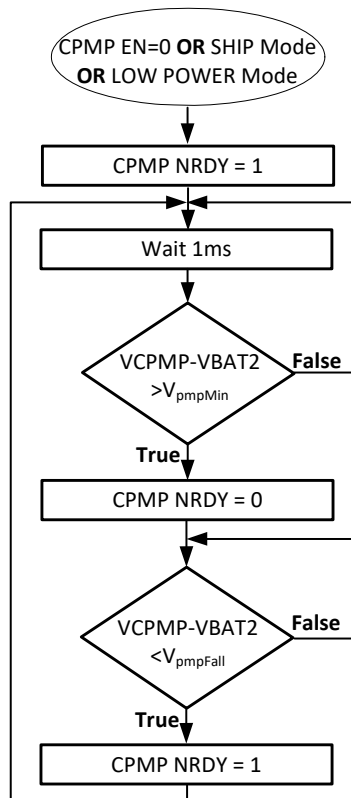 CPMP EN=0 OR SHIP Mode
OR LOW POWER Mode
CPMP NRDY = 1
Wait 1ms
VCPMP-VBAT2
>VpmpMin
False
True
CPMP NRDY = 0
VCPMP-VBAT2
<VpmpFall
False
True
CPMP NRDY = 1